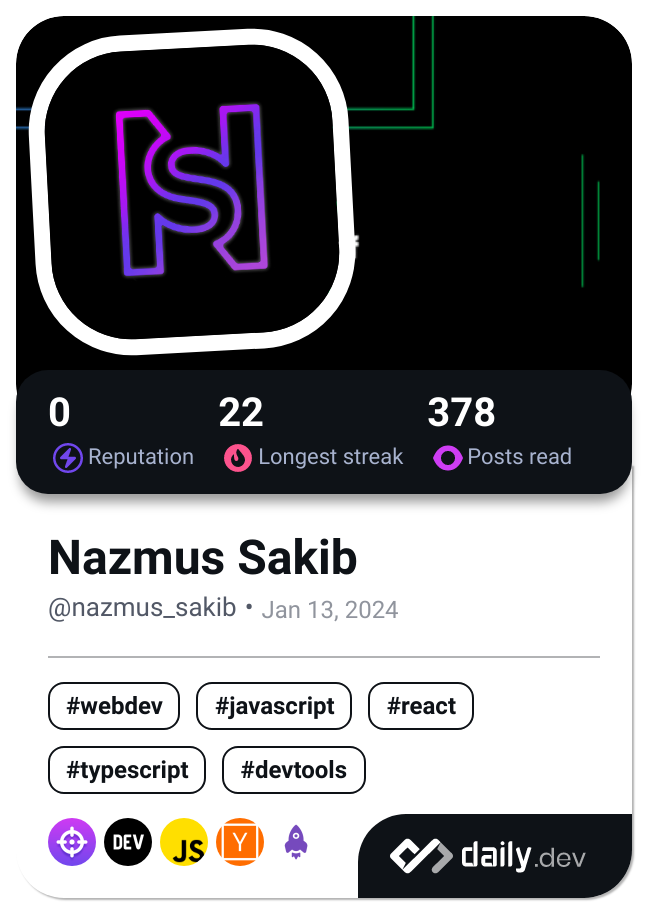 NS
0 22 378
Reputation Longest streak Posts read
Nazmus Sakib
@nazmus_sakib • Jan 13, 2024
#webdev #javascript #react
#typescript #devtools
DEV JS Y
daily.dev